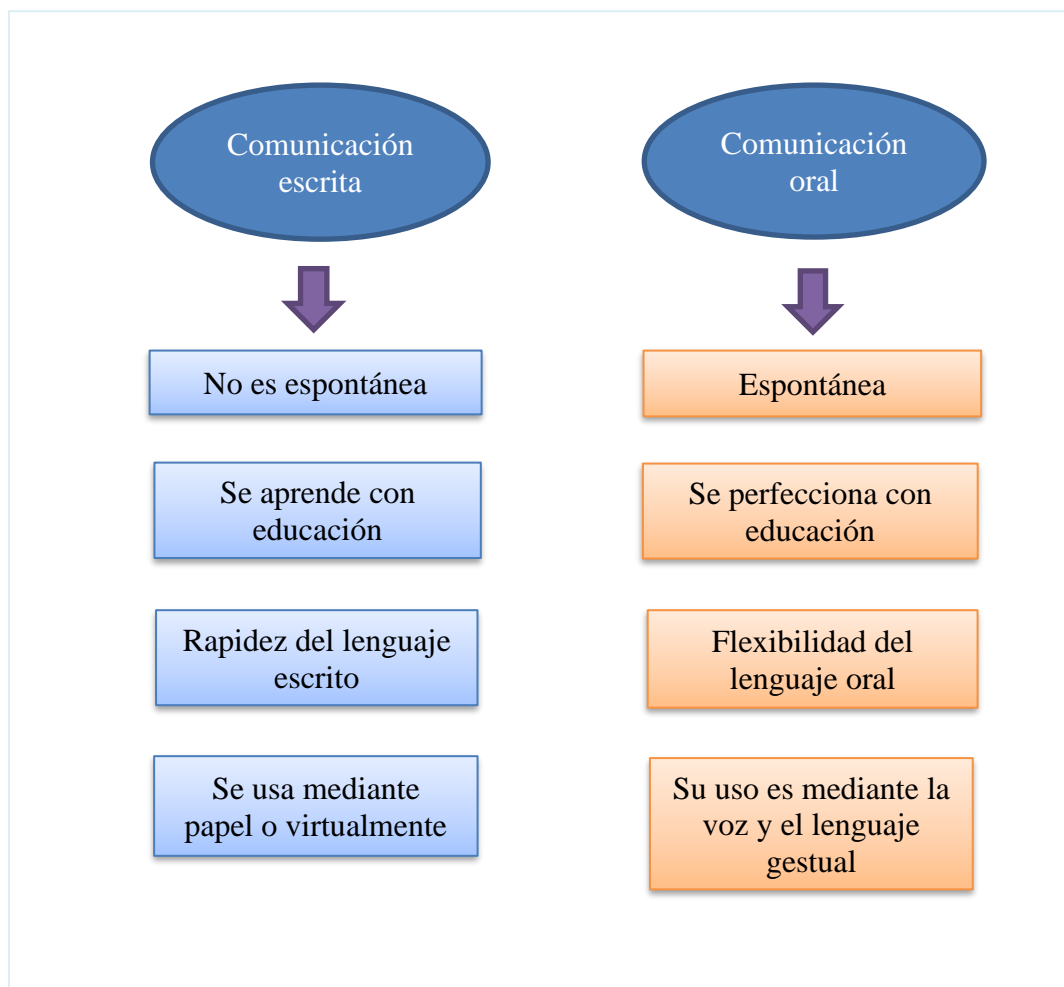 Comunicación
escrita
No es espontánea
Se aprende con
educación
Rapidez del lenguaje
escrito
Se usa mediante
papel o virtualmente
Comunicación
oral
Espontánea
Se perfecciona con
educación
Flexibilidad del
lenguaje oral
Su uso es mediante la
voz y el lenguaje
gestual